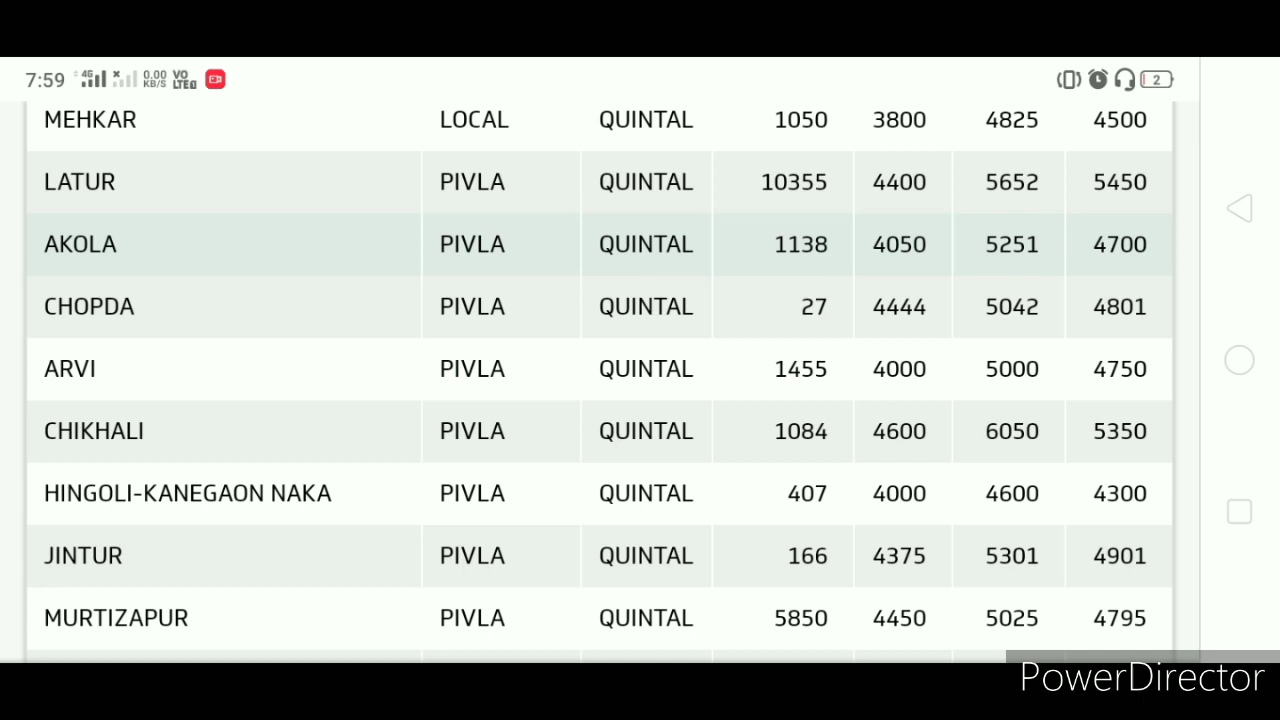 7:59 4G 0.00 KB/S VO LTE 2
MEHKAR LOCAL QUINTAL 1050 3800 4825 4500
LATUR PIVLA QUINTAL 10355 4400 5652 5450
AKOLA PIVLA QUINTAL 1138 4050 5251 4700
CHOPDA PIVLA QUINTAL 27 4444 5042 4801
ARVI PIVLA QUINTAL 1455 4000 5000 4750
CHIKHALI PIVLA QUINTAL 1084 4600 6050 5350
HINGOLI-KANEGAON NAKA PIVLA QUINTAL 407 4000 4600 4300
JINTUR PIVLA QUINTAL 166 4375 5301 4901
MURTIZAPUR PIVLA QUINTAL 5850 4450 5025 4795
PowerDirector